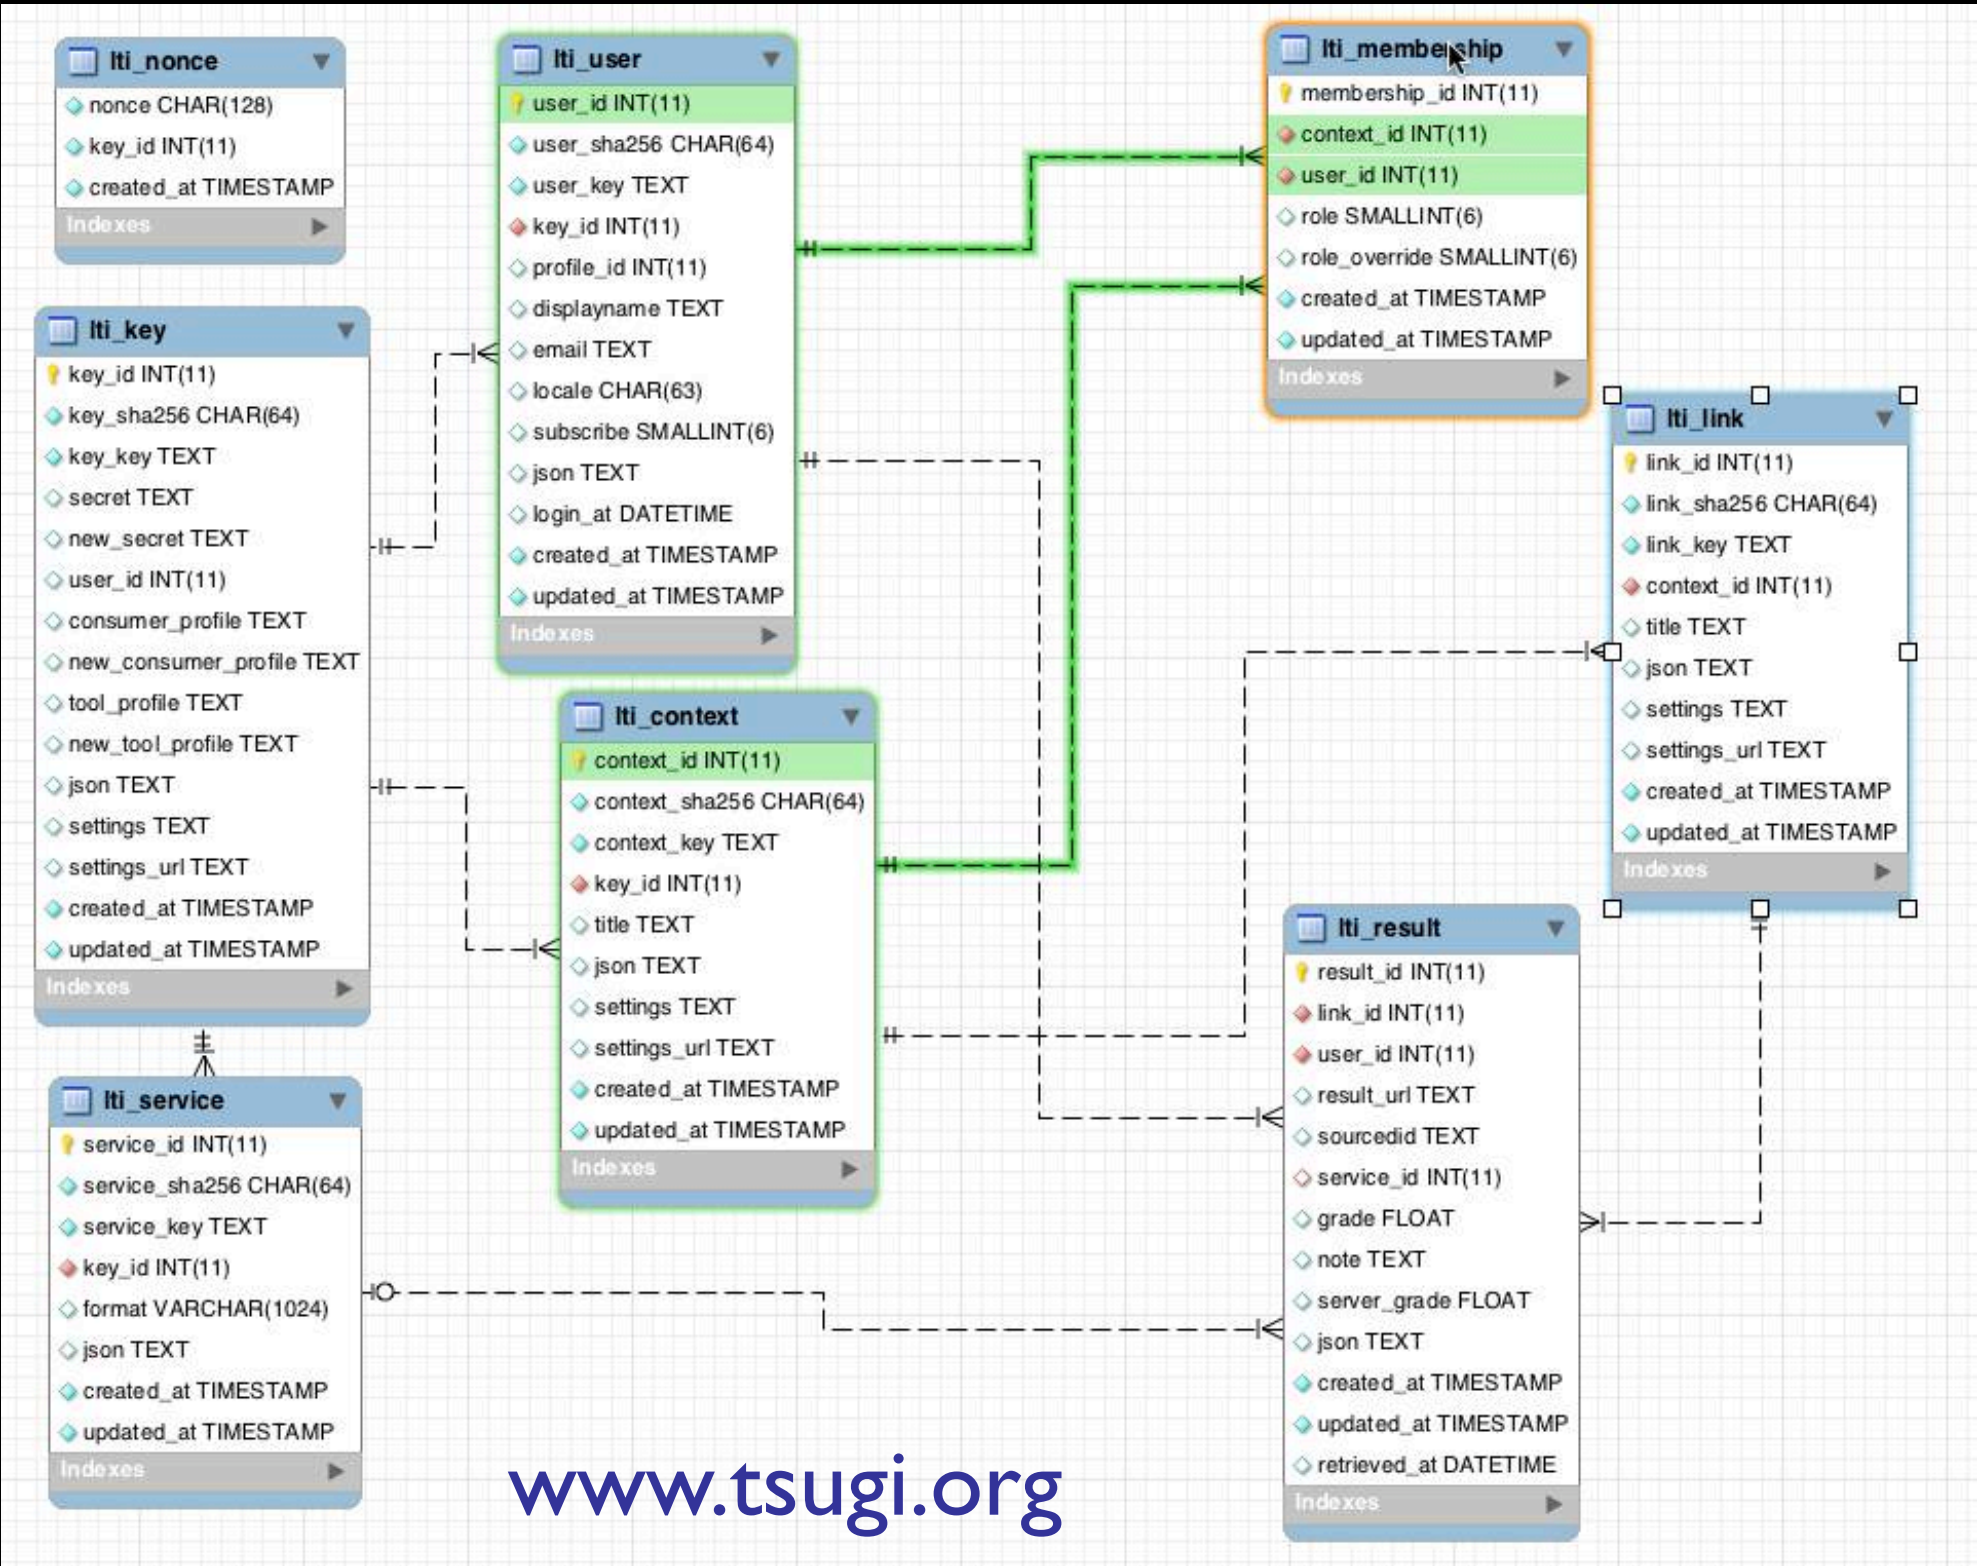 lti_nonce
nonce CHAR(128)
key_id INT(11)
created_at TIMESTAMP
Indexes
lti_key
key_id INT(11)
key_sha256 CHAR(64)
key_key TEXT
secret TEXT
new_secret TEXT
user_id INT(11)
consumer_profile TEXT
new_consumer_profile TEXT
tool_profile TEXT
new_tool_profile TEXT
json TEXT
settings TEXT
settings_url TEXT
created_at TIMESTAMP
updated_at TIMESTAMP
Indexes
lti_service
service_id INT(11)
service_sha256 CHAR(64)
service_key TEXT
key_id INT(11)
format VARCHAR(1024)
json TEXT
created_at TIMESTAMP
updated_at TIMESTAMP
Indexes
lti_user
user_id INT(11)
user_sha256 CHAR(64)
user_key TEXT
key_id INT(11)
profile_id INT(11)
displayname TEXT
email TEXT
locale CHAR(63)
subscribe SMALLINT(6)
json TEXT
login_at DATETIME
created_at TIMESTAMP
updated_at TIMESTAMP
Indexes
lti_context
context_id INT(11)
context_sha256 CHAR(64)
context_key TEXT
key_id INT(11)
title TEXT
json TEXT
settings TEXT
settings_url TEXT
created_at TIMESTAMP
updated_at TIMESTAMP
Indexes
lti_membership
membership_id INT(11)
context_id INT(11)
user_id INT(11)
role SMALLINT(6)
role_override SMALLINT(6)
created_at TIMESTAMP
updated_at TIMESTAMP
Indexes
lti_link
link_id INT(11)
link_sha256 CHAR(64)
link_key TEXT
context_id INT(11)
title TEXT
json TEXT
settings TEXT
settings_url TEXT
created_at TIMESTAMP
updated_at TIMESTAMP
Indexes
lti_result
result_id INT(11)
link_id INT(11)
user_id INT(11)
result_url TEXT
sourcedid TEXT
service_id INT(11)
grade FLOAT
note TEXT
server_grade FLOAT
json TEXT
created_at TIMESTAMP
updated_at TIMESTAMP
retrieved_at DATETIME
Indexes
www.tsugi.org